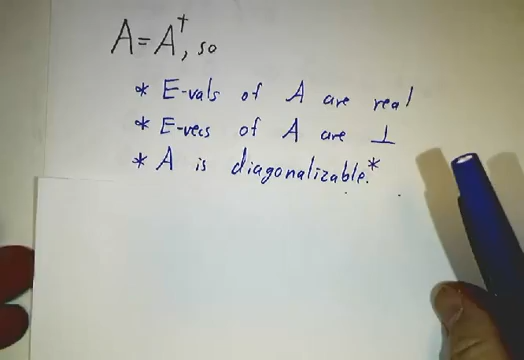 A = A†, so
* E-vals of A are real
* E-vecs of A are ⊥
* A is diagonalizable.*